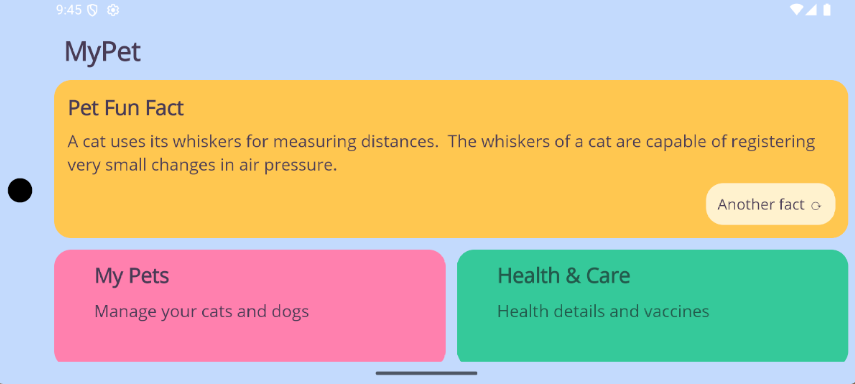 9:45
MyPet
Pet Fun Fact
A cat uses its whiskers for measuring distances.  The whiskers of a cat are capable of registering
very small changes in air pressure.
Another fact
My Pets
Manage your cats and dogs
Health & Care
Health details and vaccines